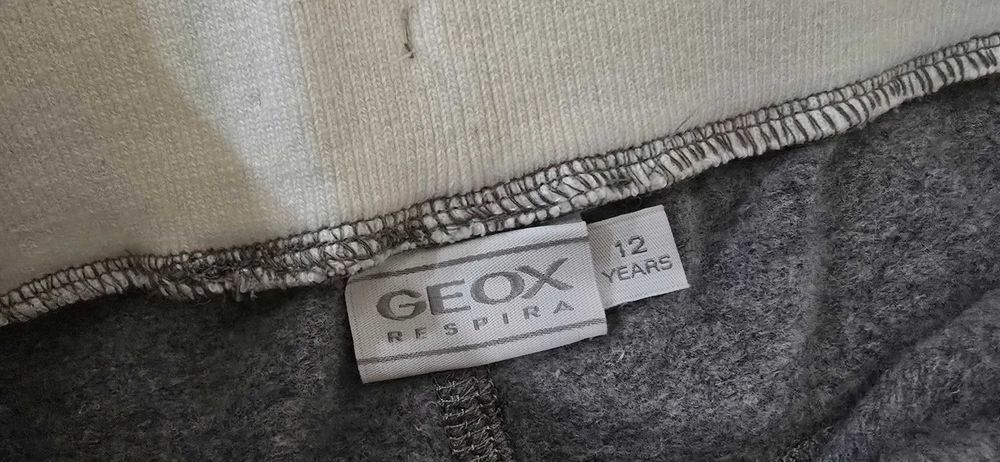 GEOX
RESPIRA
12
YEARS